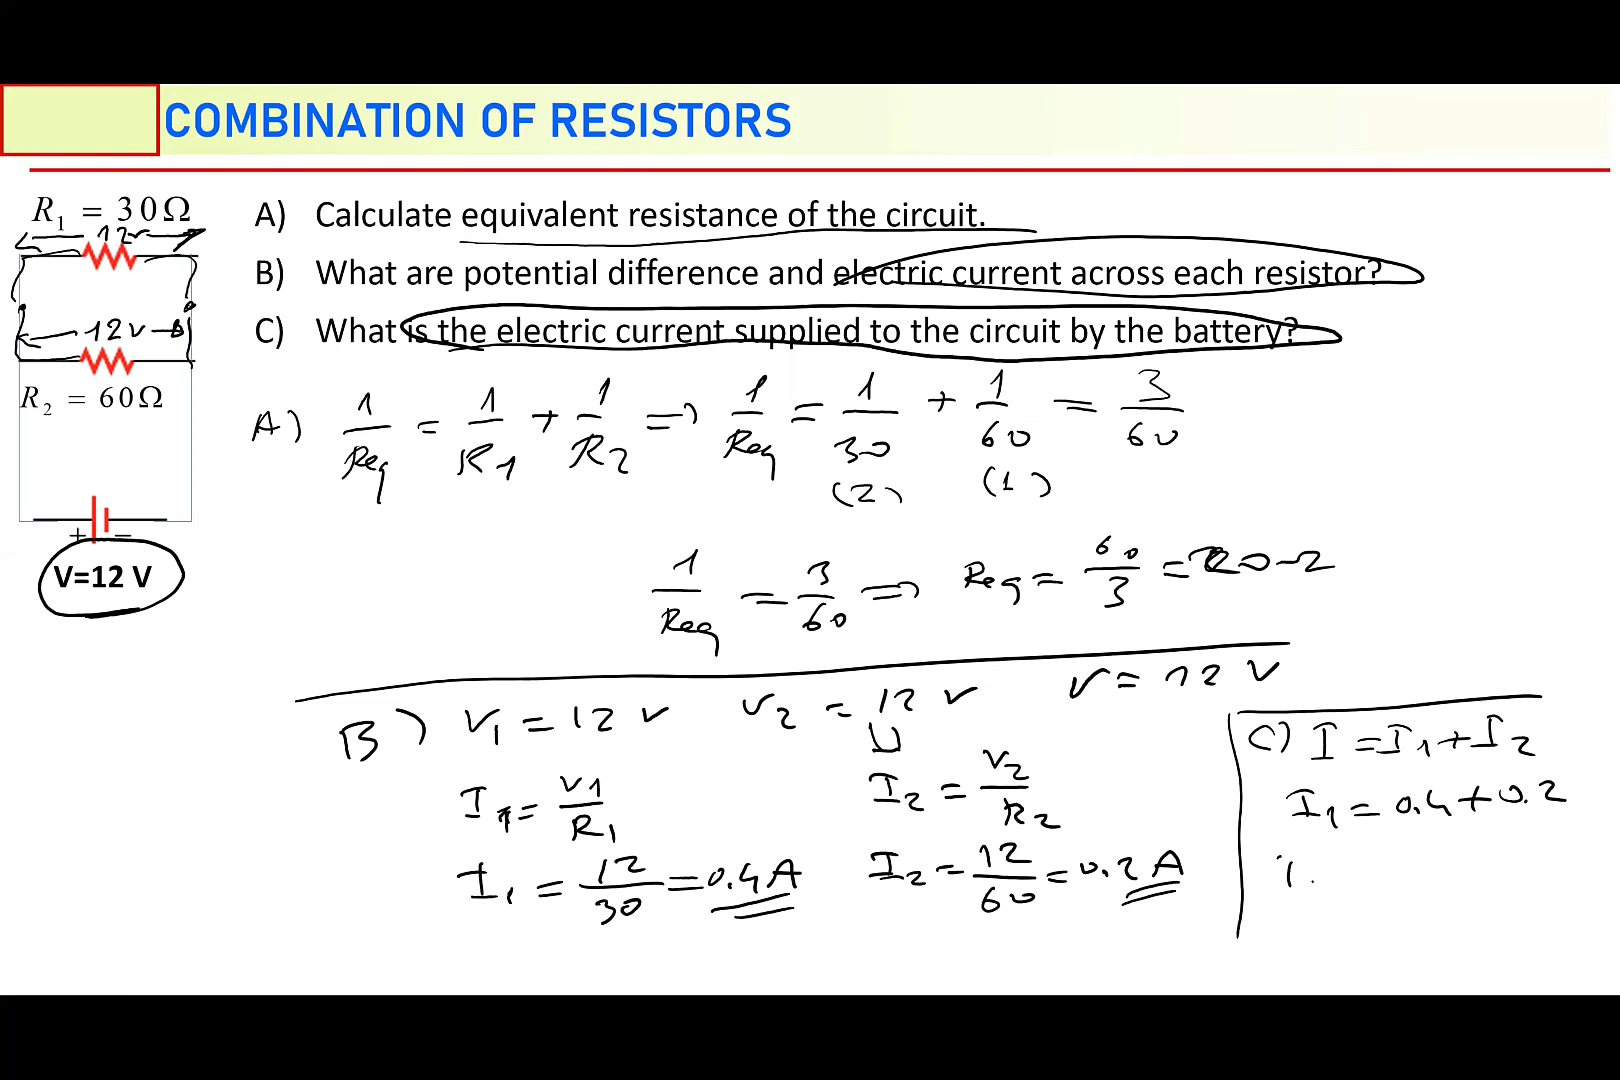 COMBINATION OF RESISTORS
R₁ = 30Ω
12v
12v
R₂ = 60Ω
+ −
V=12 V
A) Calculate equivalent resistance of the circuit.
B) What are potential difference and electric current across each resistor?
C) What is the electric current supplied to the circuit by the battery?
A) 1/Req = 1/R1 + 1/R2 => 1/Req = 1/30 + 1/60 = 3/60
(2) (1)
1/Req = 3/60 => Req = 60/3 = 20Ω
B) V1 = 12 V V2 = 12 V V = 12 V
I1 = V1/R1 I2 = V2/R2
I1 = 12/30 = 0.4A I2 = 12/60 = 0.2A
C) I = I1 + I2
I1 = 0.4 + 0.2